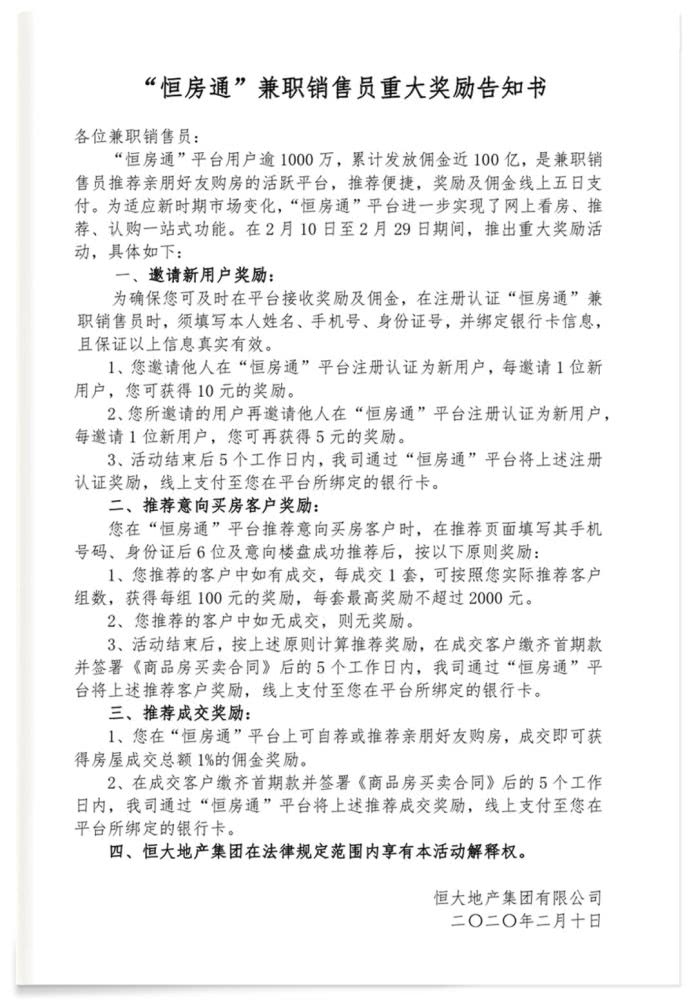 “恒房通”兼职销售员重大奖励告知书
各位兼职销售员：
“恒房通”平台用户逾1000万，累计发放佣金近100亿，是兼职销
售员推荐亲朋好友购房的活跃平台，推荐便捷，奖励及佣金线上五日支
付。为适应新时期市场变化，“恒房通”平台进一步实现了网上看房、推
荐、认购一站式功能。在2月10日至2月29日期间，推出重大奖励活
动，具体如下：
一、邀请新用户奖励：
为确保您可及时在平台接收奖励及佣金，在注册认证“恒房通”兼
职销售员时，须填写本人姓名、手机号、身份证号，并绑定银行卡信息，
且保证以上信息真实有效。
1、您邀请他人在“恒房通”平台注册认证为新用户，每邀请1位新
用户，您可获得10元的奖励。
2、您所邀请的用户再邀请他人在“恒房通”平台注册认证为新用户，
每邀请1位新用户，您可再获得5元的奖励。
3、活动结束后5个工作日内，我司通过“恒房通”平台将上述注册
认证奖励，线上支付至您在平台所绑定的银行卡。
二、推荐意向买房客户奖励：
您在“恒房通”平台推荐意向买房客户时，在推荐页面填写其手机
号码、身份证后6位及意向楼盘成功推荐后，按以下原则奖励：
1、您推荐的客户中如有成交，每成交1套，可按照您实际推荐客户
组数，获得每组100元的奖励，每套最高奖励不超过2000元。
2、您推荐的客户中如无成交，则无奖励。
3、活动结束后，按上述原则计算推荐奖励，在成交客户缴齐首期款
并签署《商品房买卖合同》后的5个工作日内，我司通过“恒房通”平
台将上述推荐客户奖励，线上支付至您在平台所绑定的银行卡。
三、推荐成交奖励：
1、您在“恒房通”平台上可自荐或推荐亲朋好友购房，成交即可获
得房屋成交总额1%的佣金奖励。
2、在成交客户缴齐首期款并签署《商品房买卖合同》后的5个工作
日内，我司通过“恒房通”平台将上述推荐成交奖励，线上支付至您在
平台所绑定的银行卡。
四、恒大地产集团在法律规定范围内享有本活动解释权。
恒大地产集团有限公司
二〇二〇年二月十日